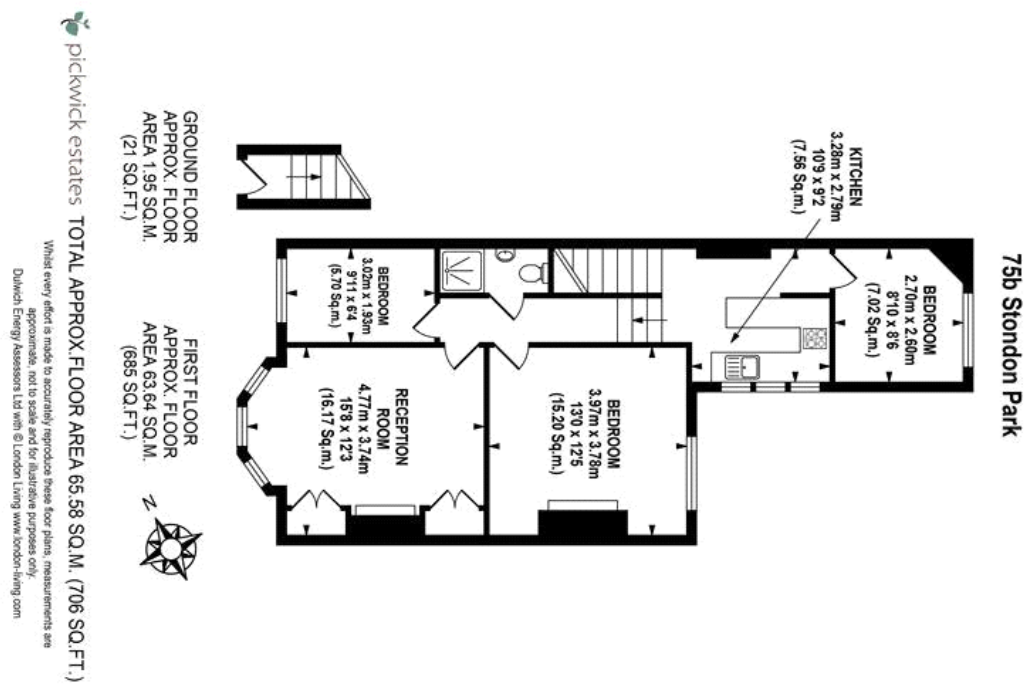 75b Stondon Park
KITCHEN
3.28m x 2.79m
10'9 x 9'2
(7.56 Sq.m.)
BEDROOM
2.70m x 2.60m
8'10 x 8'6
(7.02 Sq.m.)
BEDROOM
3.97m x 3.78m
13'0 x 12'5
(15.20 Sq.m.)
BEDROOM
3.02m x 1.93m
9'11 x 6'4
(5.70 Sq.m.)
RECEPTION
ROOM
4.77m x 3.74m
15'8 x 12'3
(16.17 Sq.m.)
GROUND FLOOR
APPROX. FLOOR
AREA 1.95 SQ.M.
(21 SQ.FT.)
FIRST FLOOR
APPROX. FLOOR
AREA 63.64 SQ.M.
(685 SQ.FT.)
N
pickwick estates
TOTAL APPROX.FLOOR AREA 65.58 SQ.M. (706 SQ.FT.)
Whilst every effort is made to accurately reproduce these floor plans, measurements are
approximate, not to scale and for illustrative purposes only.
Dulwich Energy Assessors Ltd with © London Living www.london-living.com